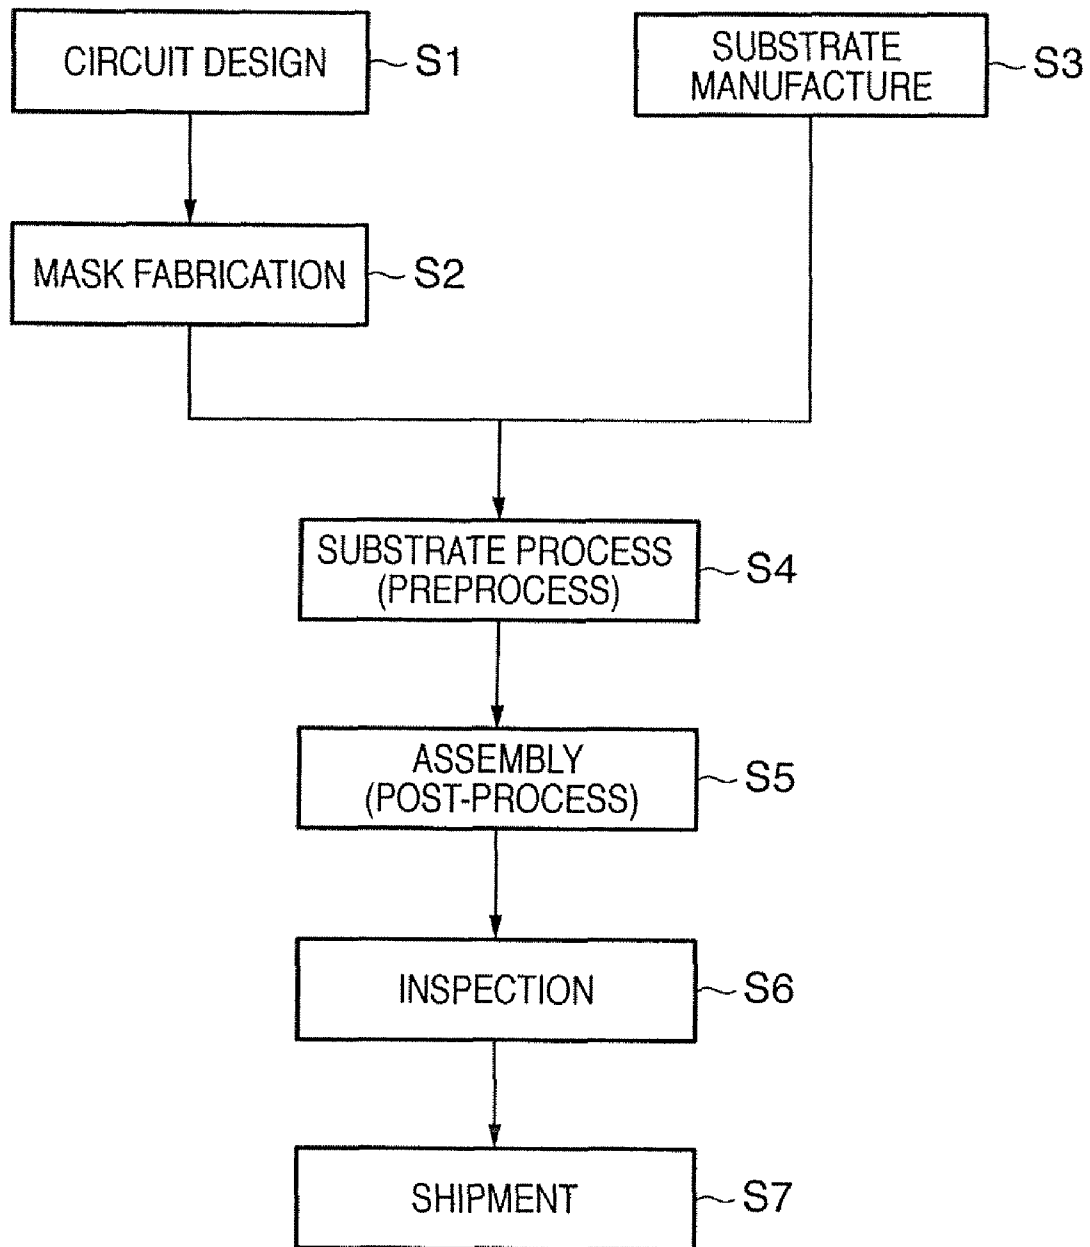 CIRCUIT DESIGN
S1
SUBSTRATE
MANUFACTURE
S3
MASK FABRICATION
S2
SUBSTRATE PROCESS
(PREPROCESS)
S4
ASSEMBLY
(POST-PROCESS)
S5
INSPECTION
S6
SHIPMENT
S7